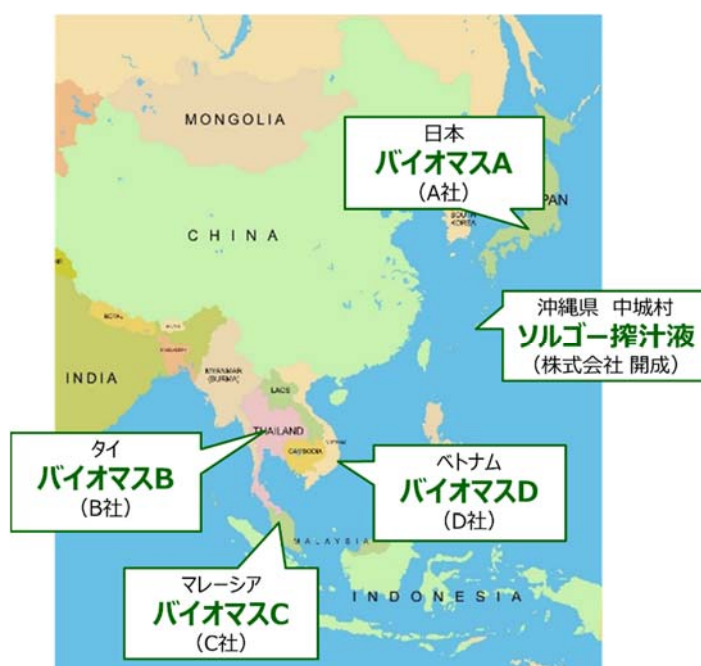 MONGOLIA
日本
バイオマスA
（A社）
PAN
SOUTH
KOREA
CHINA
沖縄県 中城村
ソルゴー搾汁液
（株式会社 開成）
NEPAL
INDIA
MYANMAR
(BURMA)
LAOS
THAILAND
CAMBODIA
タイ
バイオマスB
（B社）
ベトナム
バイオマスD
（D社）
MALAYSIA
マレーシア
バイオマスC
（C社）
INDONESIA